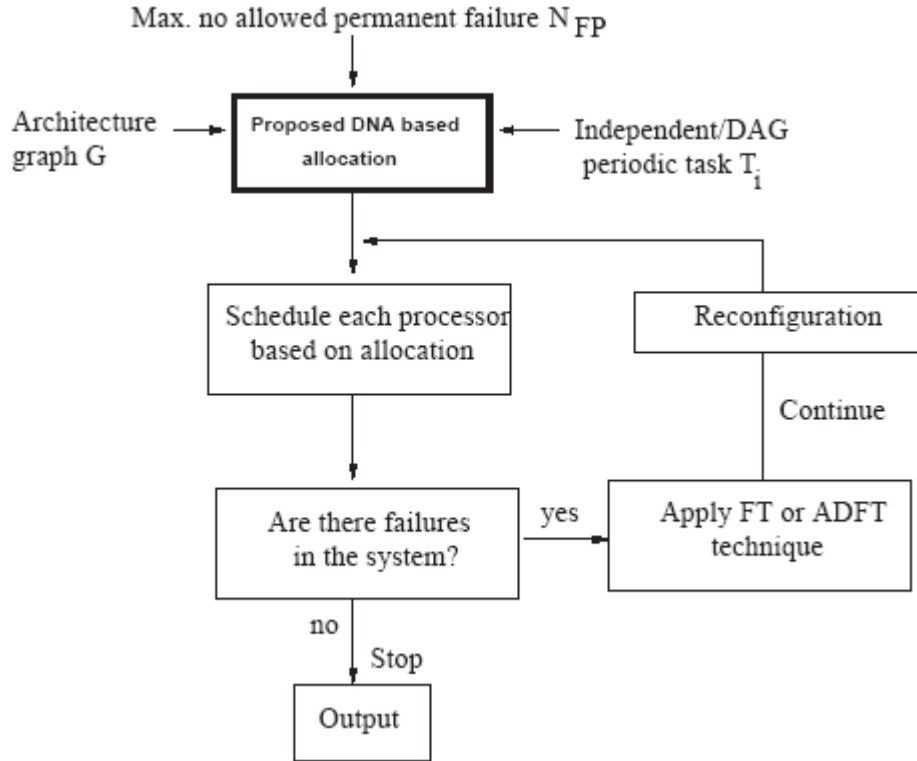 Max. no allowed permanent failure N FP
Architecture
graph G
Proposed DNA based
allocation
Independent/DAG
periodic task T i
Schedule each processor
based on allocation
Reconfiguration
Continue
Are there failures
in the system?
yes
Apply FT or ADFT
technique
no
Stop
Output